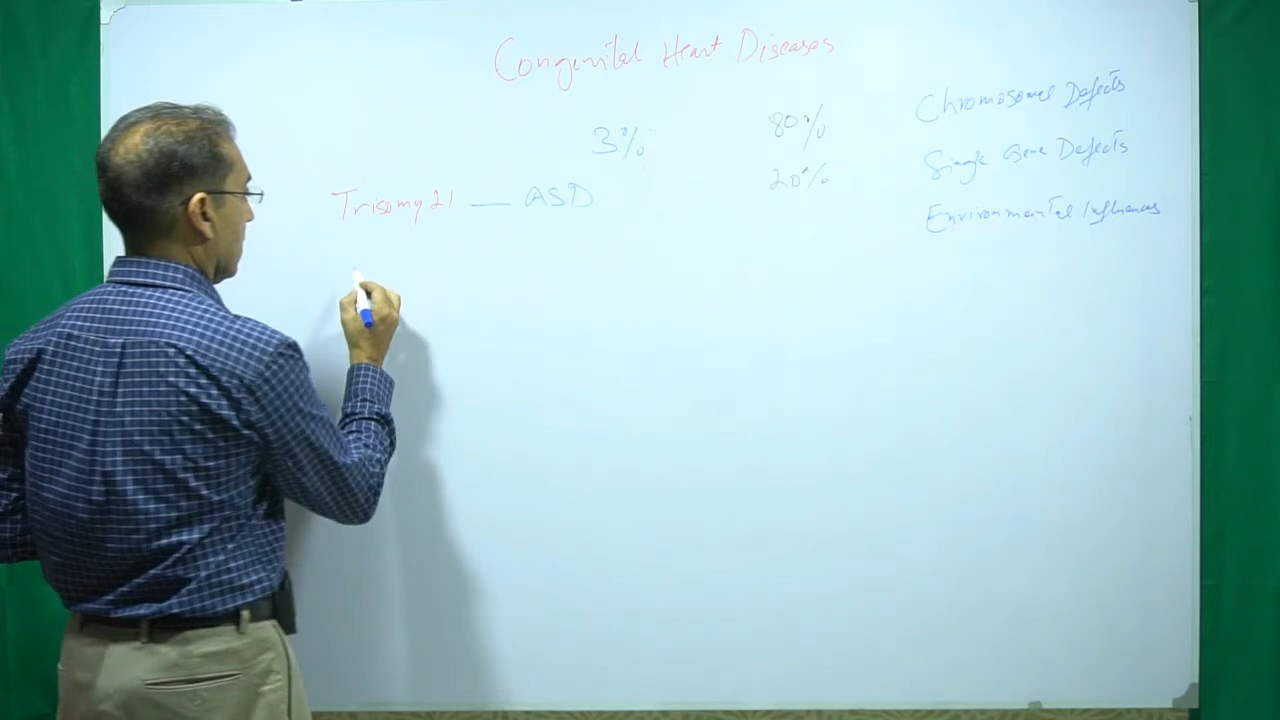 Congenital Heart Diseases
3%
80%
20%
Chromosomal Defects
Single Gene Defects
Environmental Influences
Trisomy 21 — ASD